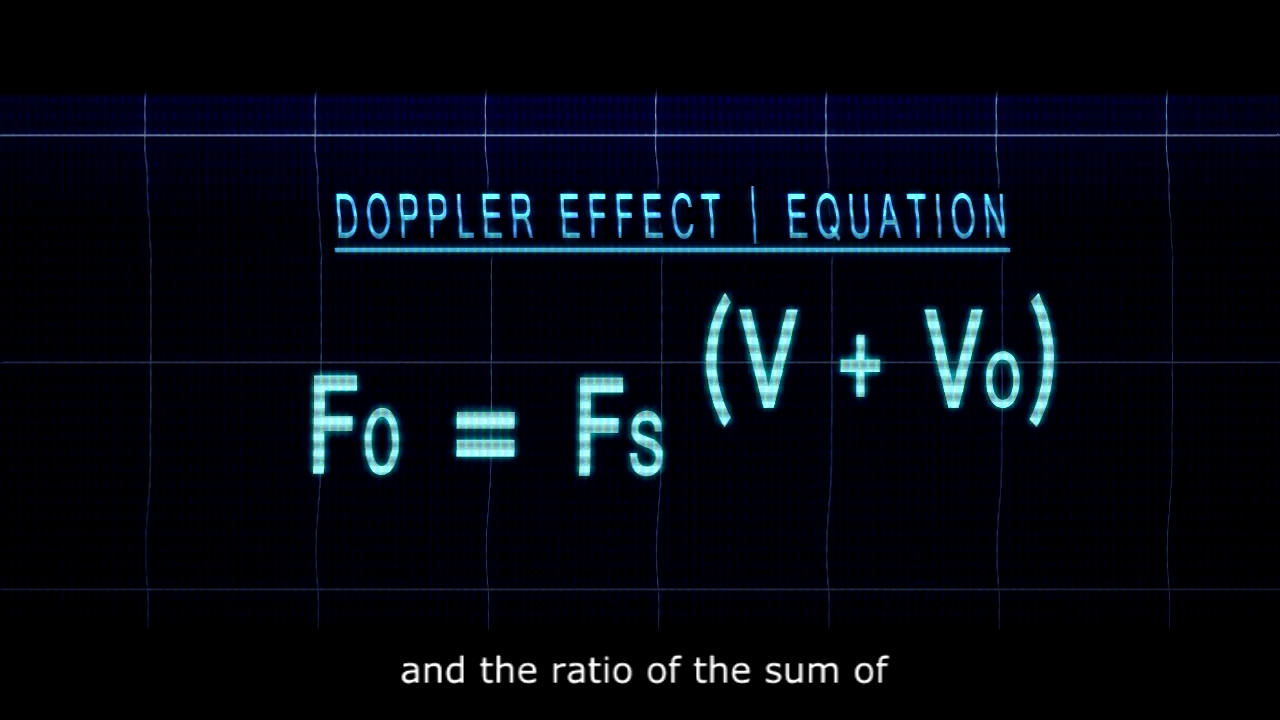 DOPPLER EFFECT | EQUATION
Fo = Fs (V + Vo)
and the ratio of the sum of